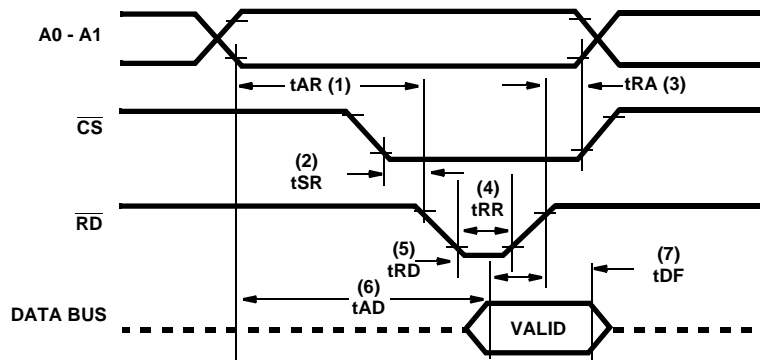 A0 - A1
tAR (1)
tRA (3)
CS
(2)
tSR
(4)
tRR
RD
(5)
tRD
(7)
tDF
(6)
tAD
DATA BUS
VALID